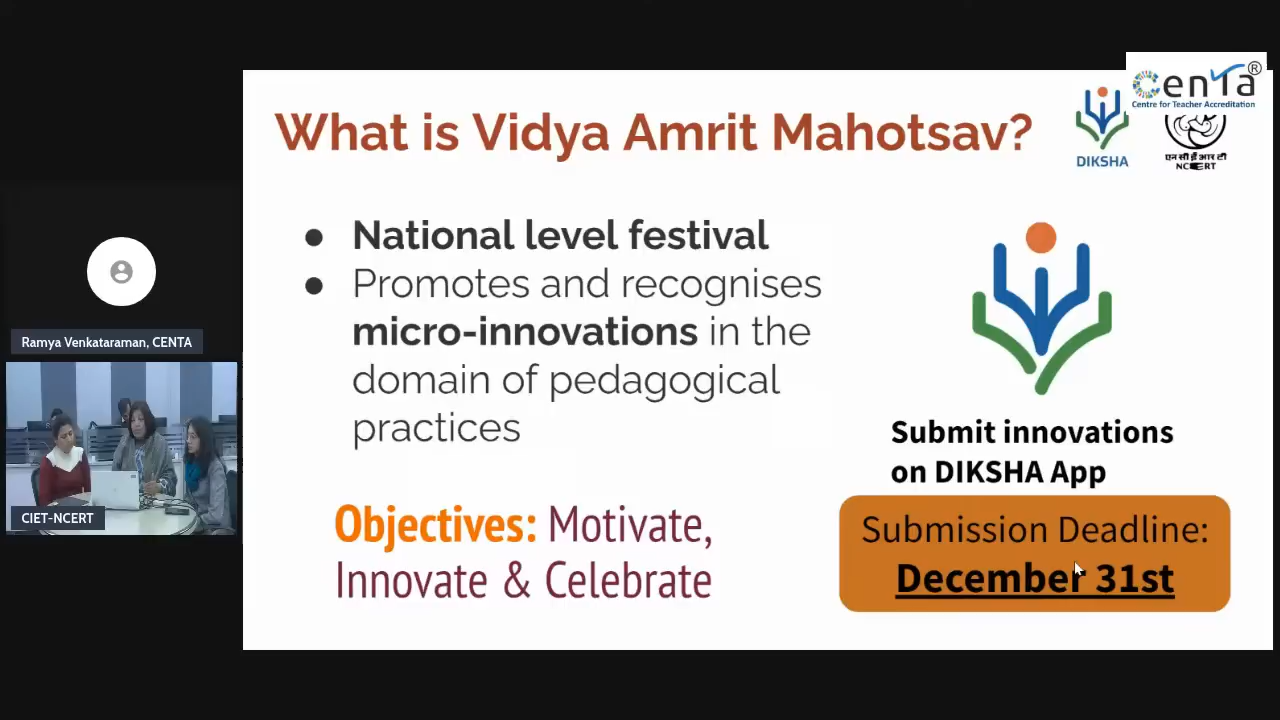 What is Vidya Amrit Mahotsav?
DIKSHA
CENTA®
Centre for Teacher Accreditation
एन सी ई आर टी
NCERT
● National level festival
● Promotes and recognises
micro-innovations in the
domain of pedagogical
practices
Objectives: Motivate,
Innovate & Celebrate
Submit innovations
on DIKSHA App
Submission Deadline:
December 31st
Ramya Venkataraman, CENTA
CIET-NCERT